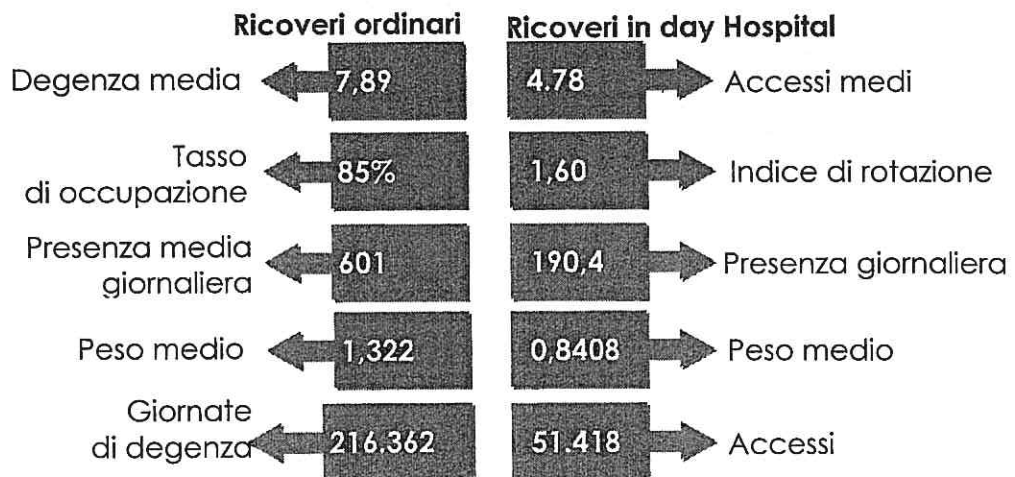 Ricoveri ordinari
Ricoveri in day Hospital
Degenza media
7,89
4.78
Accessi medi
Tasso
di occupazione
85%
1,60
Indice di rotazione
Presenza media
giornaliera
601
190,4
Presenza giornaliera
Peso medio
1,322
0,8408
Peso medio
Giornate
di degenza
216.362
51.418
Accessi